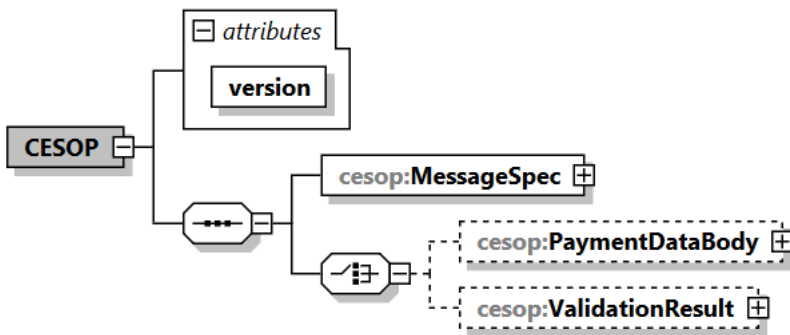 attributes
version
CESOP
cesop:MessageSpec
cesop:PaymentDataBody
cesop:ValidationResult